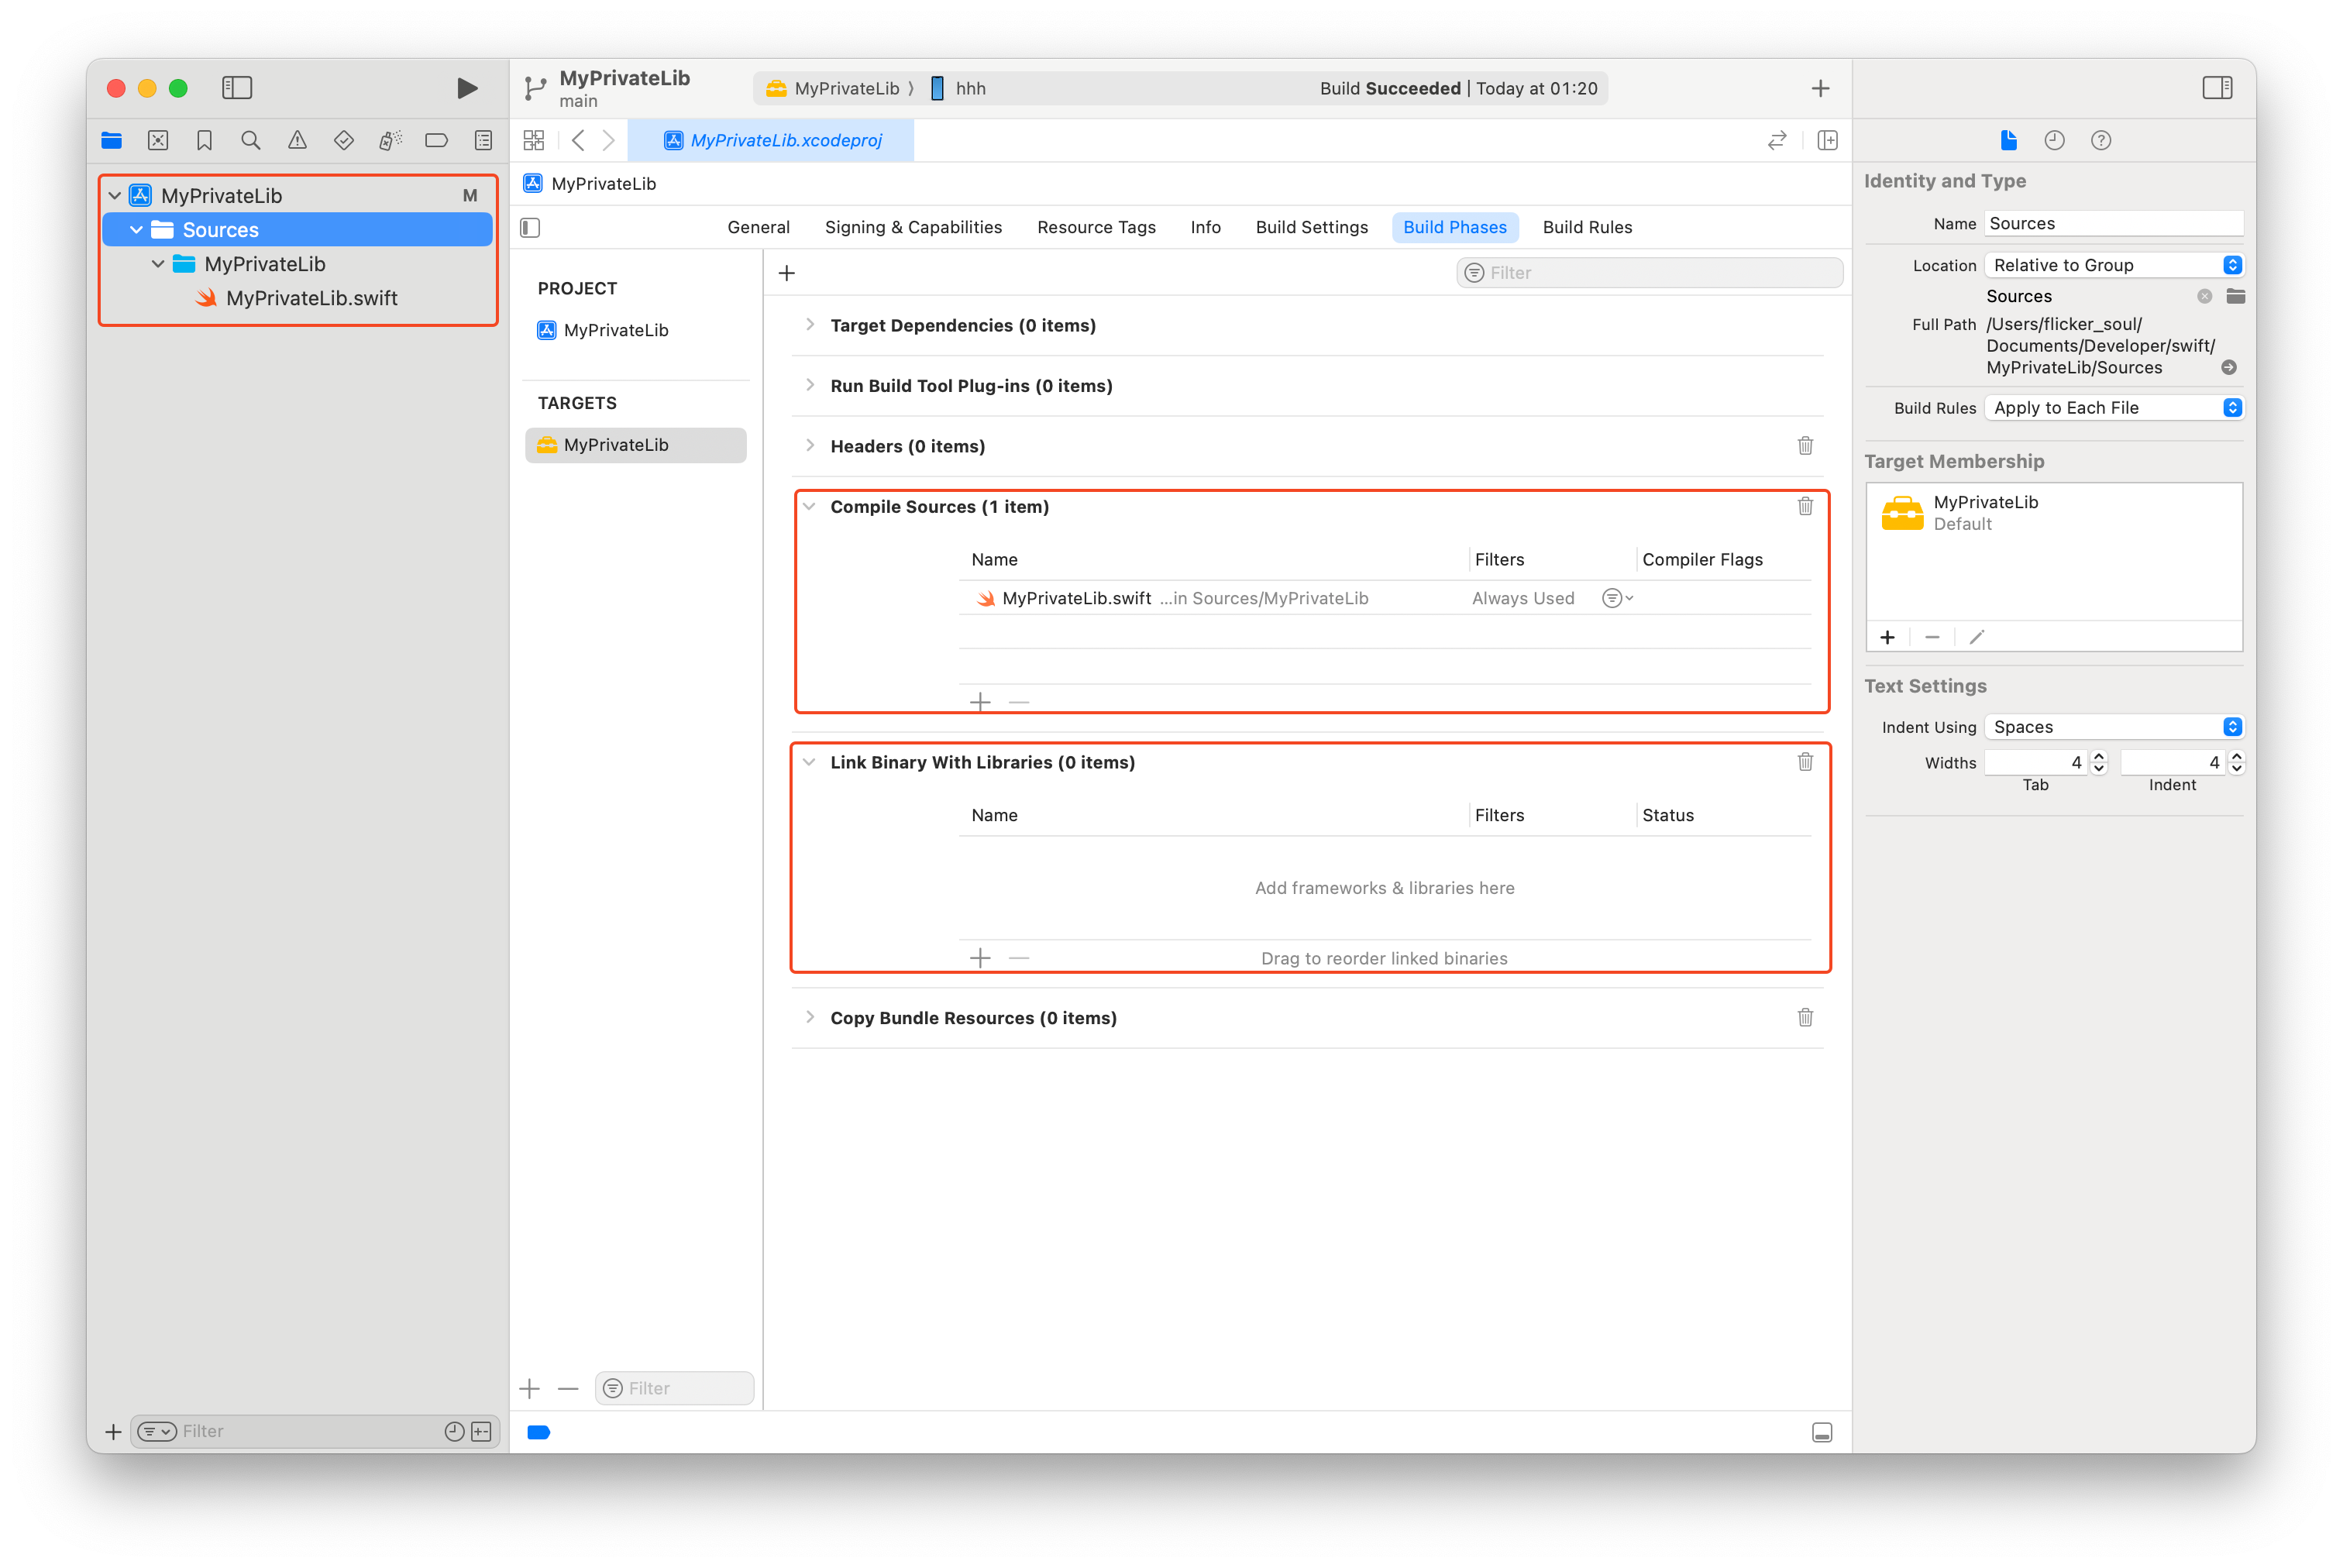 MyPrivateLib
main
MyPrivateLib
hhh
Build Succeeded | Today at 01:20
MyPrivateLib.xcodeproj
MyPrivateLib
M
Sources
MyPrivateLib
MyPrivateLib.swift
Filter
MyPrivateLib
General
Signing & Capabilities
Resource Tags
Info
Build Settings
Build Phases
Build Rules
PROJECT
MyPrivateLib
TARGETS
MyPrivateLib
Filter
Filter
Target Dependencies (0 items)
Run Build Tool Plug-ins (0 items)
Headers (0 items)
Compile Sources (1 item)
Name
Filters
Compiler Flags
MyPrivateLib.swift ...in Sources/MyPrivateLib
Always Used
Link Binary With Libraries (0 items)
Name
Filters
Status
Add frameworks & libraries here
Drag to reorder linked binaries
Copy Bundle Resources (0 items)
Identity and Type
Name Sources
Location Relative to Group
Sources
Full Path /Users/flicker_soul/
Documents/Developer/swift/
MyPrivateLib/Sources
Build Rules Apply to Each File
Target Membership
MyPrivateLib
Default
Text Settings
Indent Using Spaces
Widths 4 4
Tab Indent